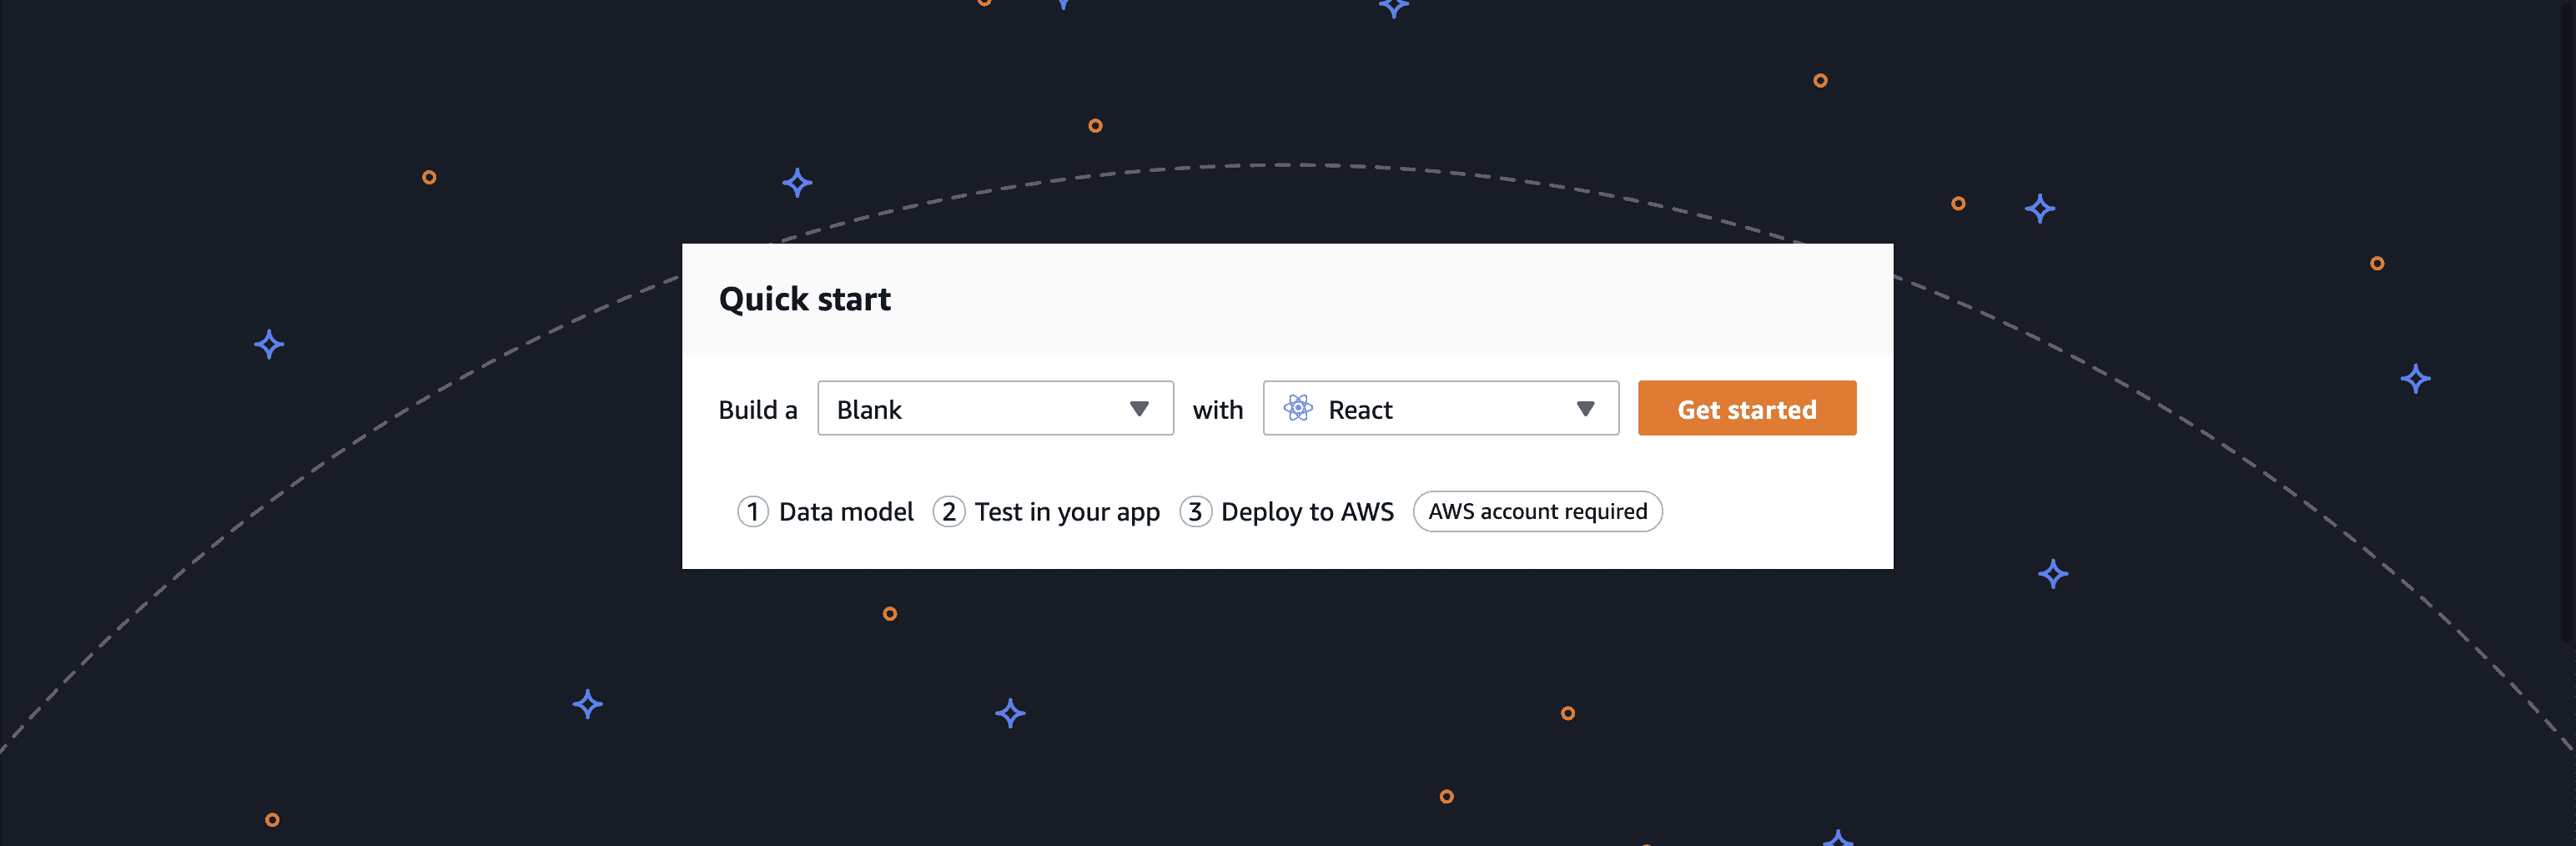 Quick start
Build a Blank with React Get started
1 Data model 2 Test in your app 3 Deploy to AWS AWS account required